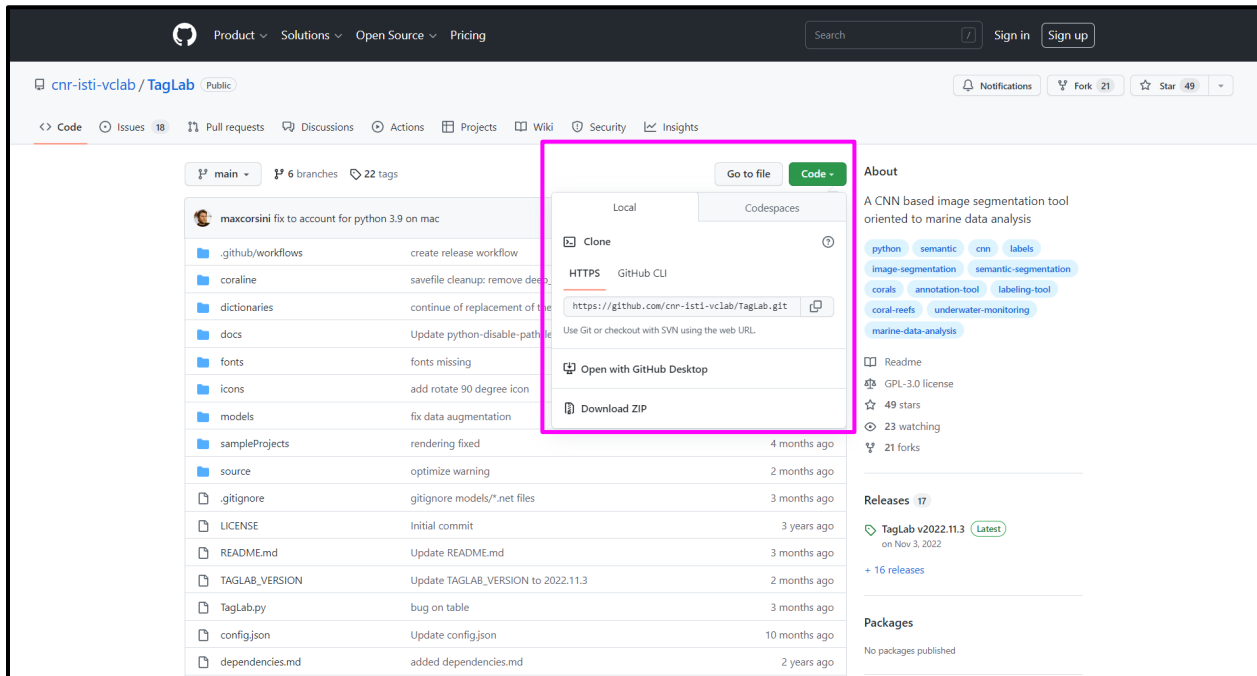 Product Solutions Open Source Pricing Search / Sign in Sign up
cnr-isti-vclab / TagLab Public Notifications Fork 21 Star 49
Code Issues 18 Pull requests Discussions Actions Projects Wiki Security Insights
main 6 branches 22 tags Go to file Code
maxcorsini fix to account for python 3.9 on mac
.github/workflows create release workflow
coraline savefile cleanup: remove deep_
dictionaries continue of replacement of the
docs Update python-disable-path-le
fonts fonts missing
icons add rotate 90 degree icon
models fix data augmentation
sampleProjects rendering fixed 4 months ago
source optimize warning 2 months ago
.gitignore gitignore models/*.net files 3 months ago
LICENSE Initial commit 3 years ago
README.md Update README.md 3 months ago
TAGLAB_VERSION Update TAGLAB_VERSION to 2022.11.3 2 months ago
TagLab.py bug on table 3 months ago
config.json Update config.json 10 months ago
dependencies.md added dependencies.md 2 years ago
Local Codespaces
Clone
HTTPS GitHub CLI
https://github.com/cnr-isti-vclab/TagLab.git
Use Git or checkout with SVN using the web URL.
Open with GitHub Desktop
Download ZIP
About
A CNN based image segmentation tool
oriented to marine data analysis
python semantic cnn labels
image-segmentation semantic-segmentation
corals annotation-tool labeling-tool
coral-reefs underwater-monitoring
marine-data-analysis
Readme
GPL-3.0 license
49 stars
23 watching
21 forks
Releases 17
TagLab v2022.11.3 Latest
on Nov 3, 2022
+ 16 releases
Packages
No packages published